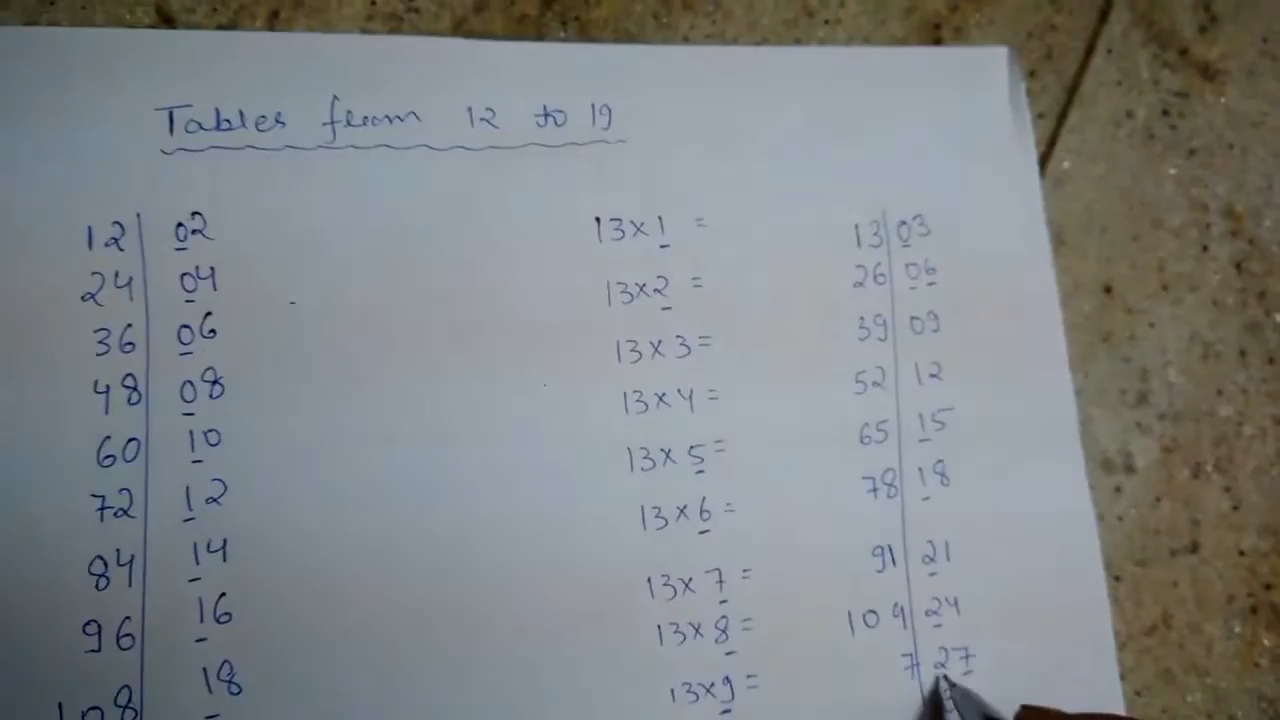 Tables from 12 to 19
12 | 02 13x1 = 13 | 03
24 | 04 13x2 = 26 | 06
36 | 06 13x3= 39 | 09
48 | 08 13x4= 52 | 12
60 | 10 13x5= 65 | 15
72 | 12 13x6= 78 | 18
84 | 14 13x7= 91 | 21
96 | 16 13x8= 104 | 24
108 | 18 13x9= 7 | 27